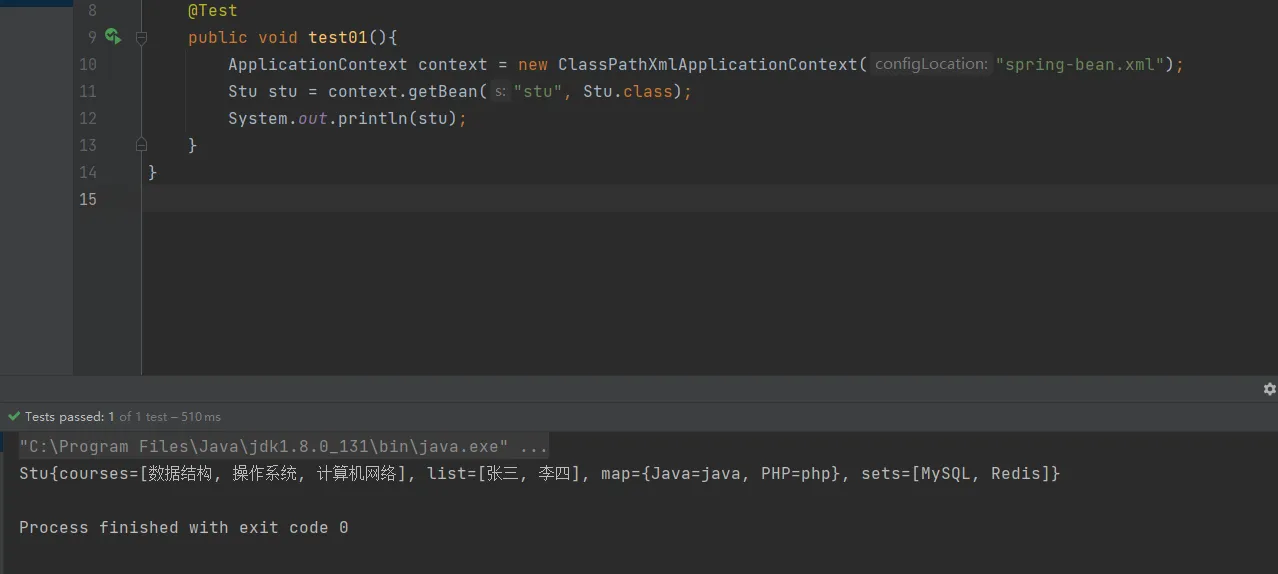 8 @Test
9 public void test01(){
10 ApplicationContext context = new ClassPathXmlApplicationContext( configLocation: "spring-bean.xml");
11 Stu stu = context.getBean( s: "stu", Stu.class);
12 System.out.println(stu);
13 }
14 }
15
Tests passed: 1 of 1 test – 510 ms
"C:\Program Files\Java\jdk1.8.0_131\bin\java.exe" ...
Stu{courses=[数据结构, 操作系统, 计算机网络], list=[张三, 李四], map={Java=java, PHP=php}, sets=[MySQL, Redis]}
Process finished with exit code 0